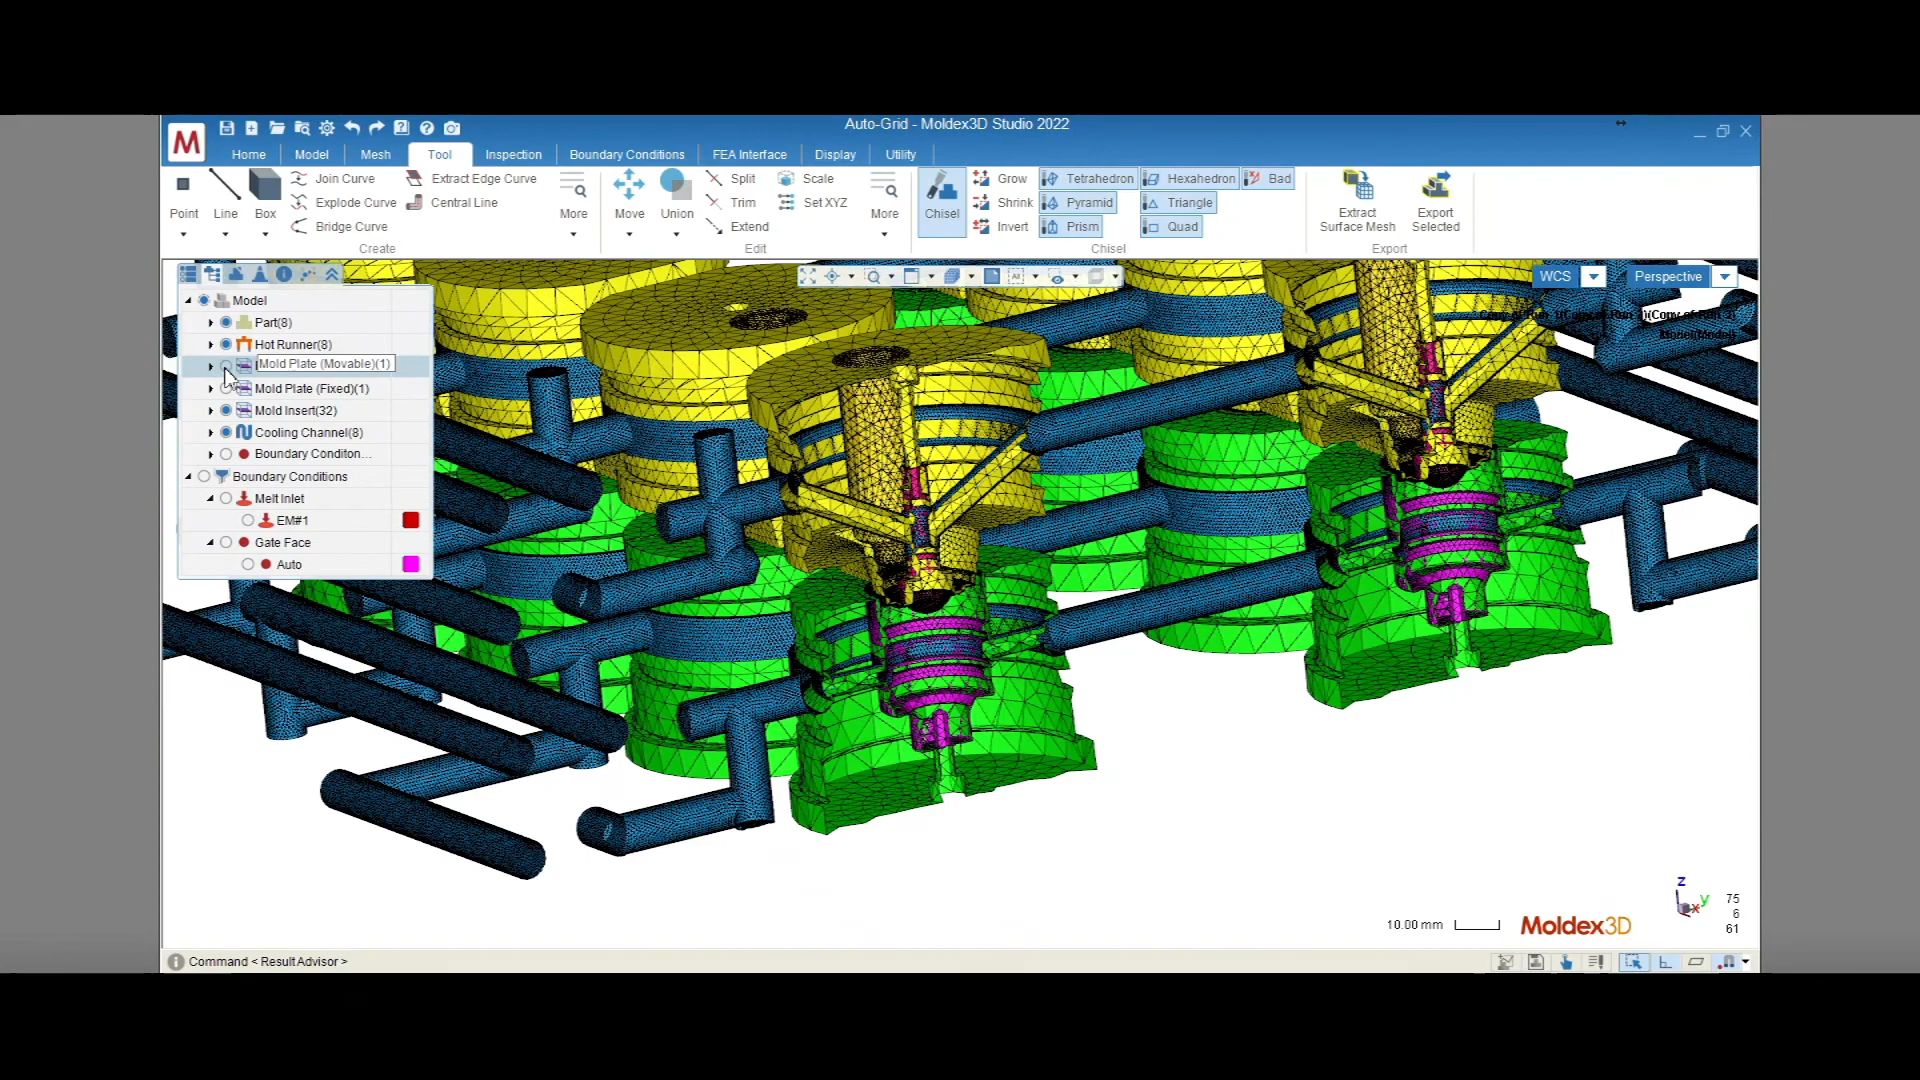 Auto-Grid - Moldex3D Studio 2022
M
Home Model Mesh Tool Inspection Boundary Conditions FEA Interface Display Utility
Point Line Box Join Curve Extract Edge Curve More Move Union Split Scale More Chisel Grow Tetrahedron Hexahedron Bad Extract Surface Mesh Export Selected
Explode Curve Central Line Trim Set XYZ Shrink Pyramid Triangle
Bridge Curve Extend Invert Prism Quad
Create Edit Chisel Export
WCS Perspective
Model
Part(8)
Hot Runner(8)
Mold Plate (Movable)(1)
Mold Plate (Fixed)(1)
Mold Insert(32)
Cooling Channel(8)
Boundary Conditon...
Boundary Conditions
Melt Inlet
EM#1
Gate Face
Auto
All
Model(Model)
z
y
x
75
6
61
10.00 mm
Moldex3D
Command < ResultAdvisor >